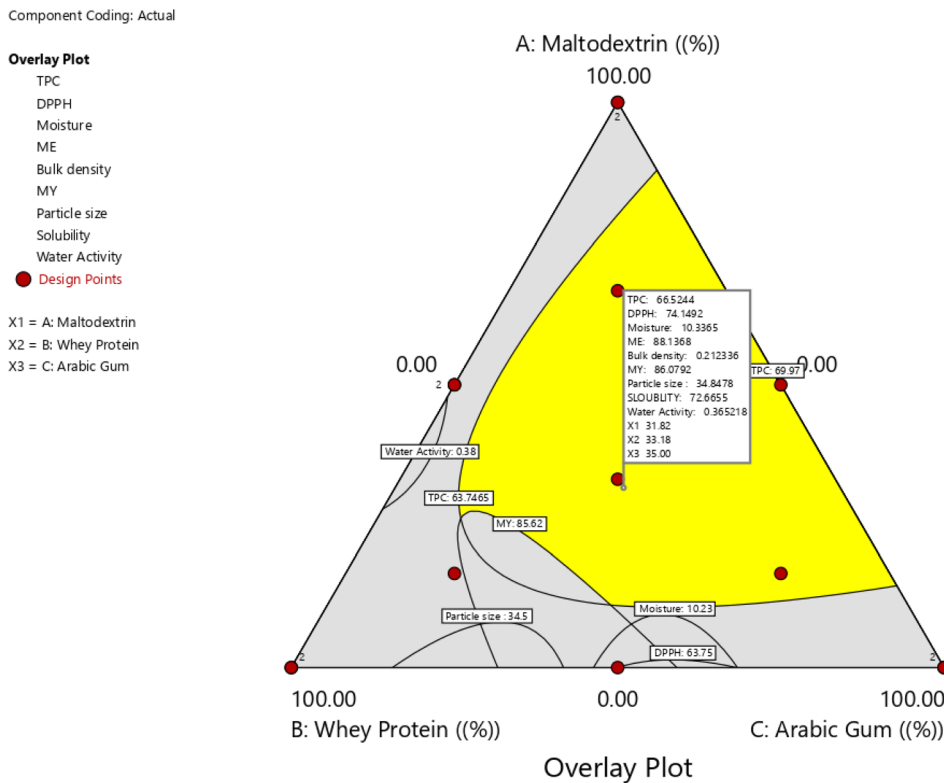 Component Coding: Actual
Overlay Plot
TPC
DPPH
Moisture
ME
Bulk density
MY
Particle size
Solubility
Water Activity
Design Points
X1 = A: Maltodextrin
X2 = B: Whey Protein
X3 = C: Arabic Gum
A: Maltodextrin ((%))
100.00
2
TPC: 66.5244
DPPH: 74.1492
Moisture: 10.3365
ME: 88.1368
Bulk density: 0.212336
MY: 86.0792
Particle size : 34.8478
SLOUBLITY: 72.6655
Water Activity: 0.365218
X1 31.82
X2 33.18
X3 35.00
0.00
2
TPC: 69.97
0.00
Water Activity: 0.38
TPC: 63.7465
MY: 85.62
Particle size : 34.5
Moisture: 10.23
DPPH: 63.75
2
2
100.00 0.00 100.00
B: Whey Protein ((%)) C: Arabic Gum ((%))
Overlay Plot